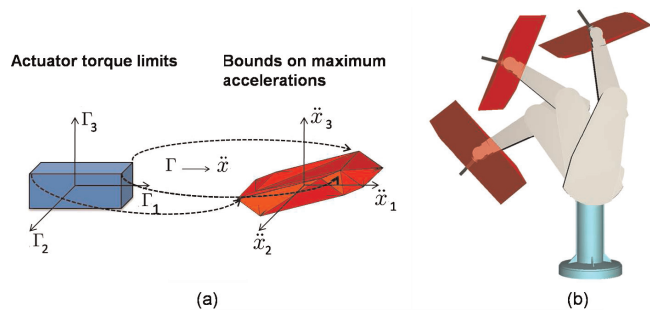 Actuator torque limits
Bounds on maximum
accelerations
Γ3
Γ1
Γ2
Γ → ẍ
ẍ3
ẍ1
ẍ2
(a)
(b)